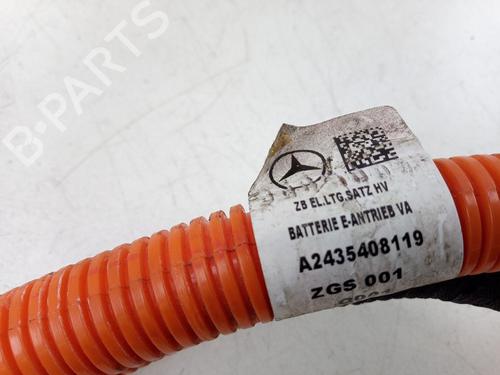 B-PARTS
ZB EL.LTG.SATZ HV
BATTERIE E-ANTRIEB VA
A2435408119
ZGS 001